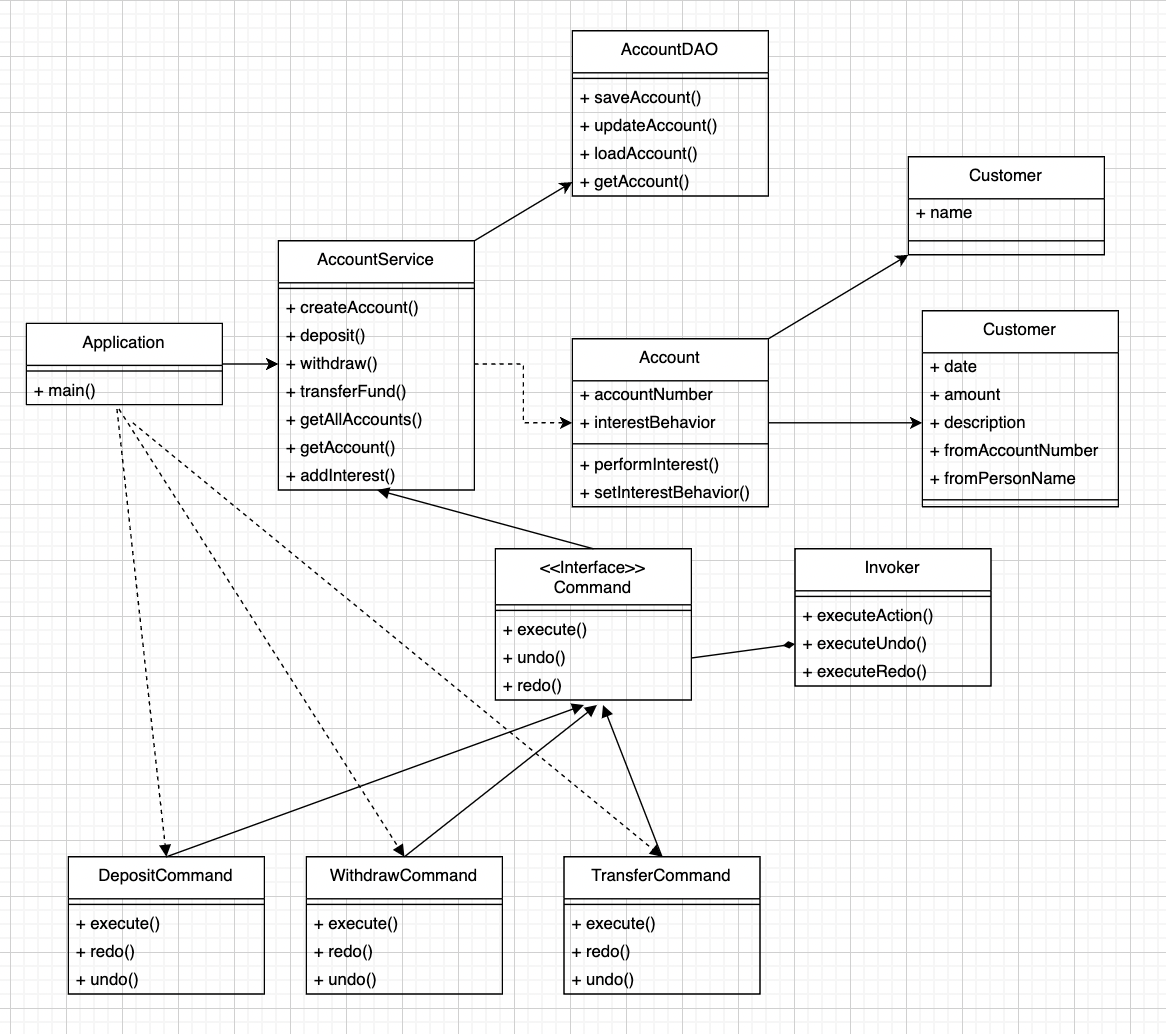 AccountDAO
+ saveAccount()
+ updateAccount()
+ loadAccount()
+ getAccount()
Customer
+ name
AccountService
+ createAccount()
+ deposit()
+ withdraw()
+ transferFund()
+ getAllAccounts()
+ getAccount()
+ addInterest()
Application
+ main()
Account
+ accountNumber
+ interestBehavior
+ performInterest()
+ setInterestBehavior()
Customer
+ date
+ amount
+ description
+ fromAccountNumber
+ fromPersonName
<<Interface>>
Command
+ execute()
+ undo()
+ redo()
Invoker
+ executeAction()
+ executeUndo()
+ executeRedo()
DepositCommand
+ execute()
+ redo()
+ undo()
WithdrawCommand
+ execute()
+ redo()
+ undo()
TransferCommand
+ execute()
+ redo()
+ undo()